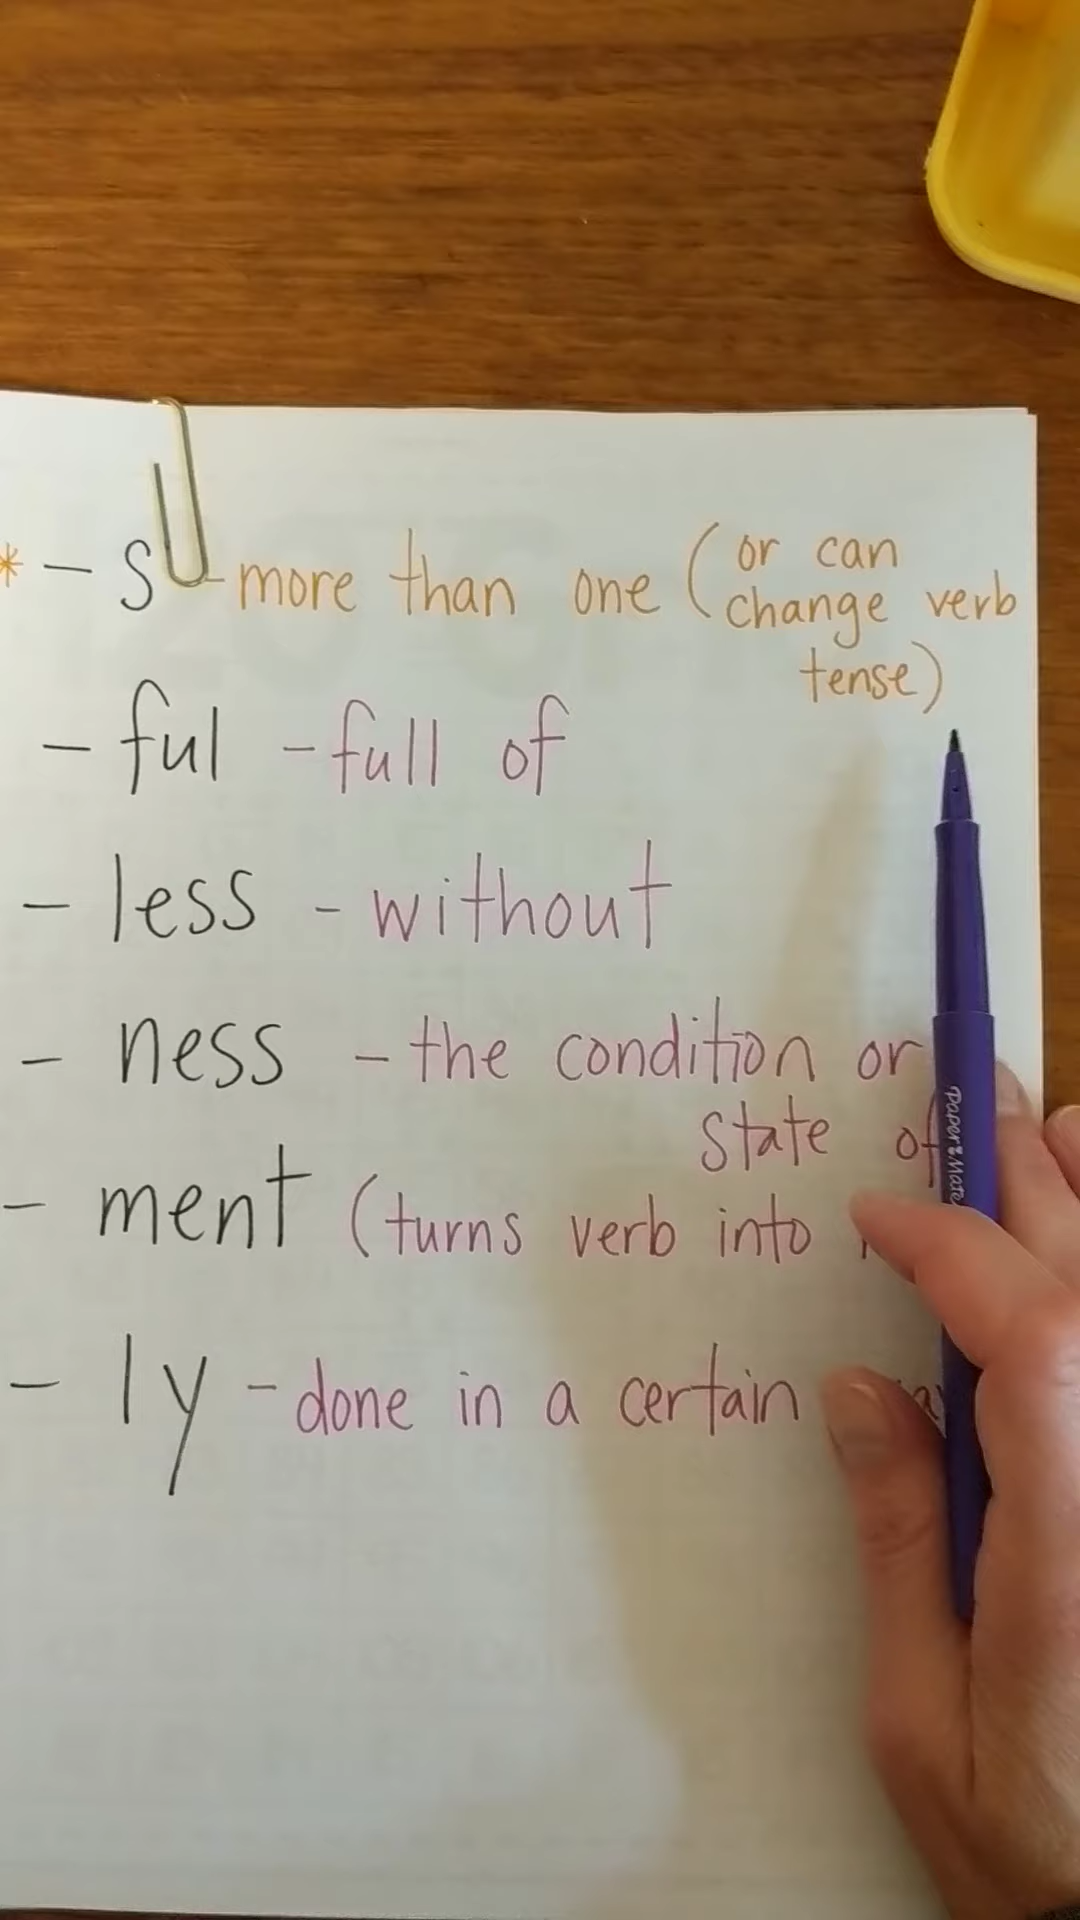 * - s - more than one (or can
change verb
tense)
- ful - full of
- less - without
- ness - the condition or
state of
- ment (turns verb into
- ly - done in a certain
Paper Mate